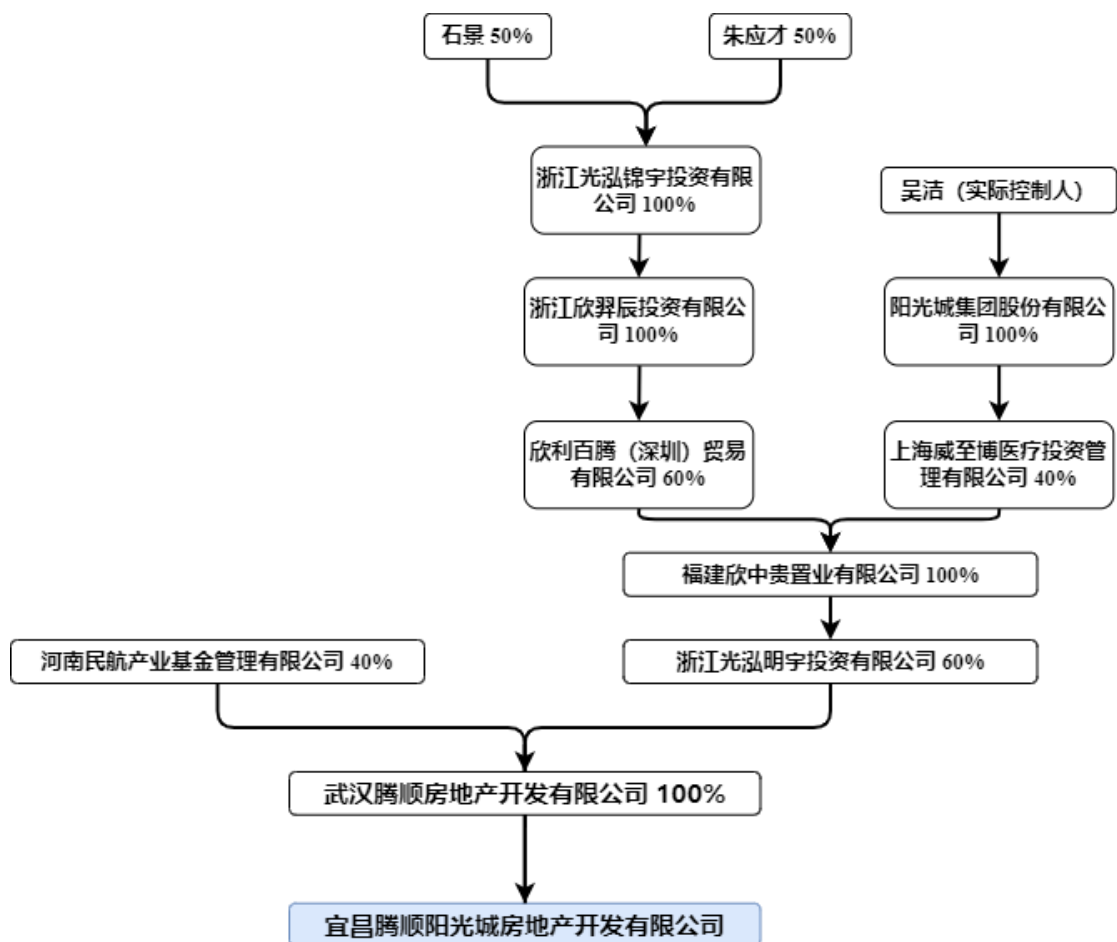 石景 50%
朱应才 50%
浙江光泓锦宇投资有限
公司 100%
吴洁（实际控制人）
浙江欣羿辰投资有限公
司 100%
阳光城集团股份有限公
司 100%
欣利百腾（深圳）贸易
有限公司 60%
上海威至博医疗投资管
理有限公司 40%
福建欣中贵置业有限公司 100%
河南民航产业基金管理有限公司 40%
浙江光泓明宇投资有限公司 60%
武汉腾顺房地产开发有限公司 100%
宜昌腾顺阳光城房地产开发有限公司